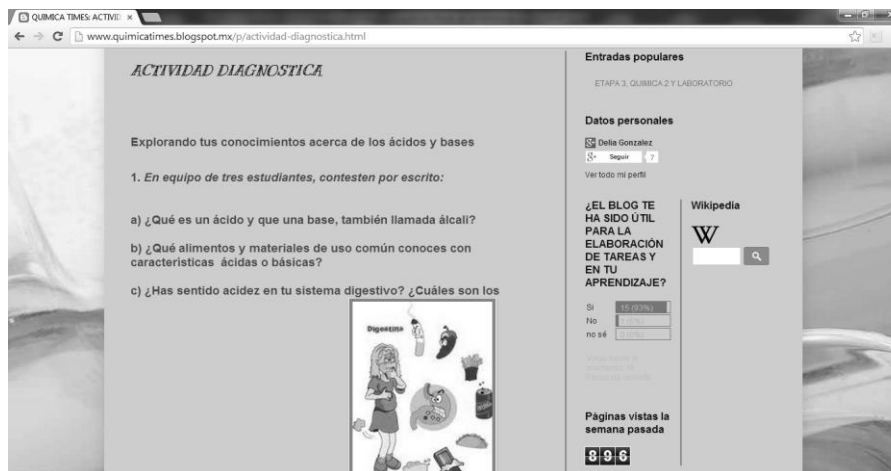 QUIMICA TIMES: ACTIVID
www.quimicatimes.blogspot.mx/p/actividad-diagnostica.html
ACTIVIDAD DIAGNOSTICA
Explorando tus conocimientos acerca de los ácidos y bases
1. En equipo de tres estudiantes, contesten por escrito:
a) ¿Qué es un ácido y que una base, también llamada álcali?
b) ¿Qué alimentos y materiales de uso común conoces con
características ácidas o básicas?
c) ¿Has sentido acidez en tu sistema digestivo? ¿Cuáles son los
Entradas populares
ETAPA 3, QUIMICA 2 Y LABORATORIO
Datos personales
Delia Gonzalez
Seguir 7
Ver todo mi perfil
¿EL BLOG TE
HA SIDO ÚTIL
PARA LA
ELABORACIÓN
DE TAREAS Y
EN TU
APRENDIZAJE?
Si 15 (93%)
No
no sé
Wikipedia
W
Páginas vistas la
semana pasada
896